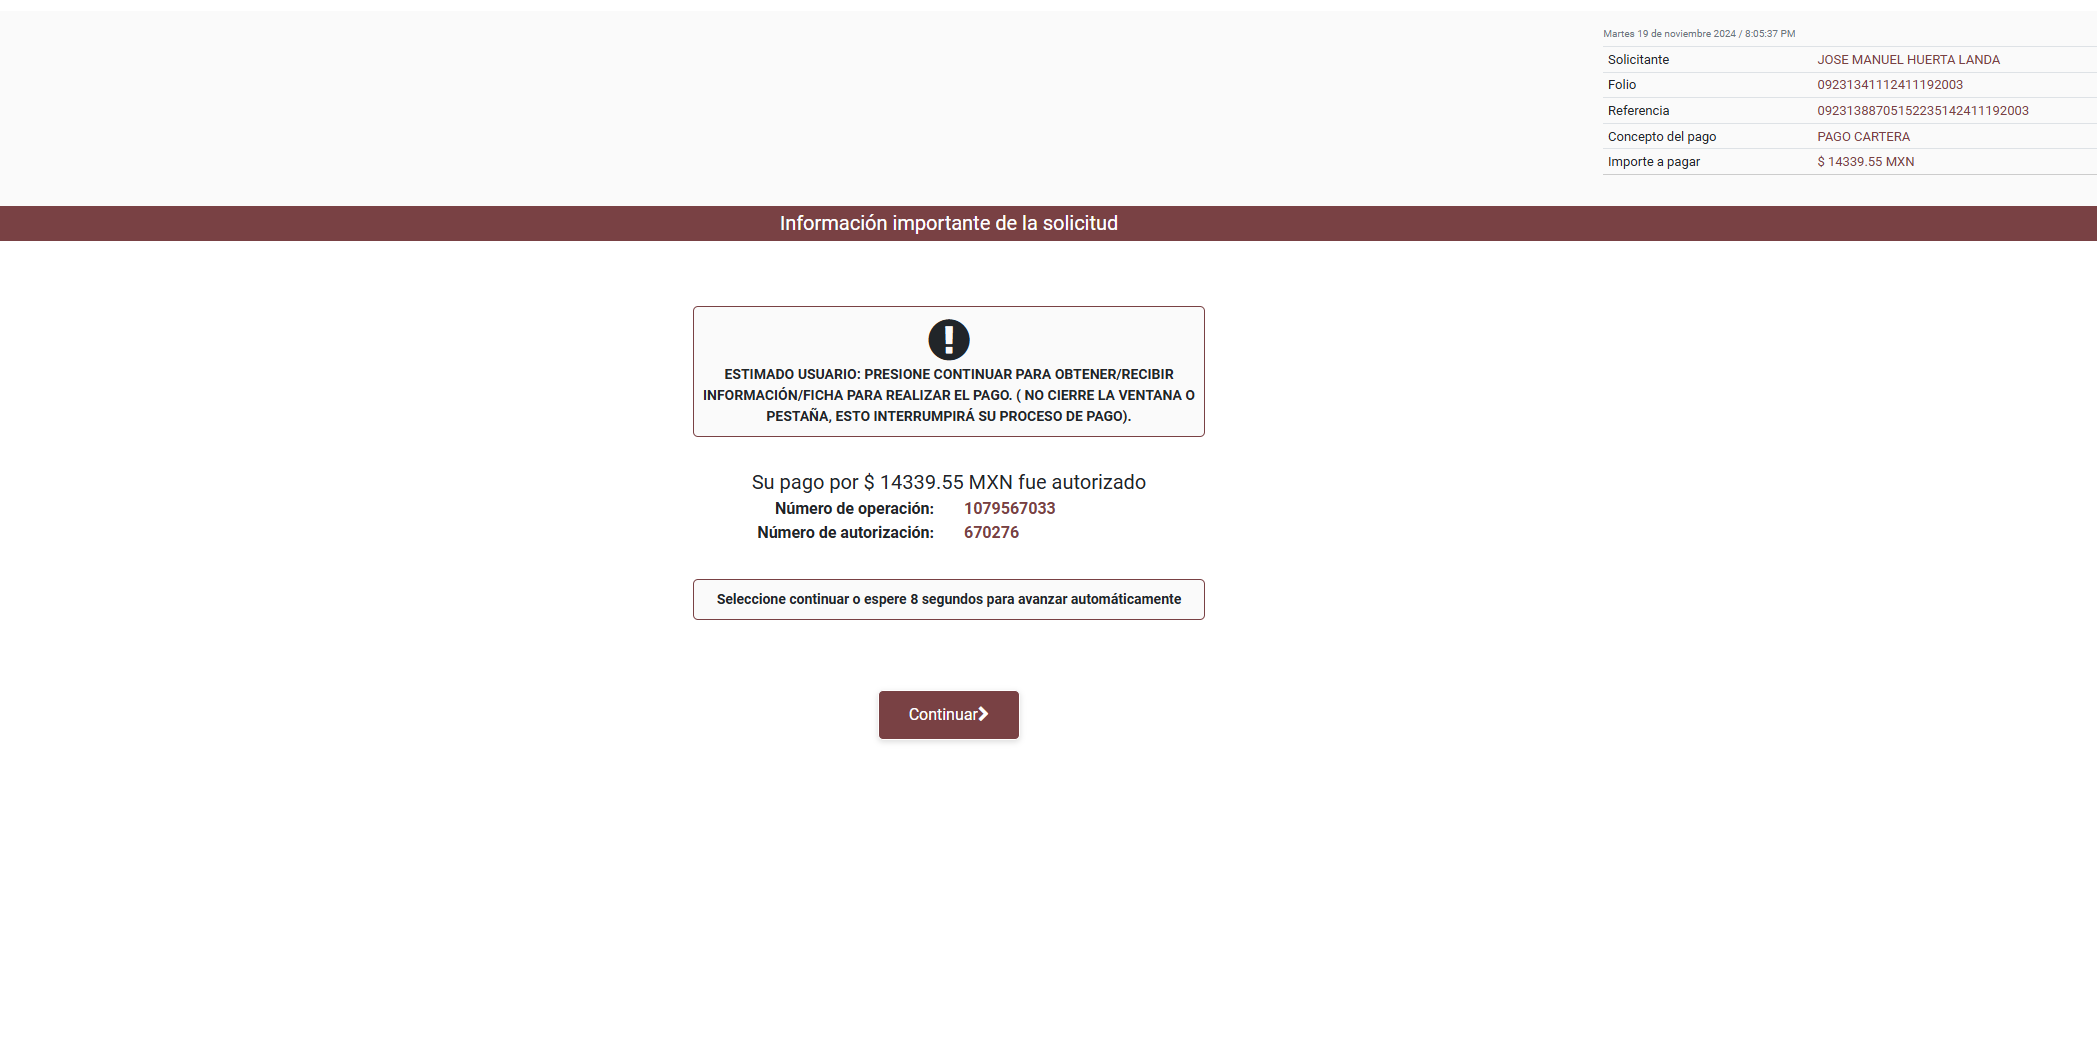 Martes 19 de noviembre 2024 / 8:05:37 PM
Solicitante JOSE MANUEL HUERTA LANDA
Folio 09231341112411192003
Referencia 09231388705152235142411192003
Concepto del pago PAGO CARTERA
Importe a pagar $ 14339.55 MXN
Información importante de la solicitud
ESTIMADO USUARIO: PRESIONE CONTINUAR PARA OBTENER/RECIBIR
INFORMACIÓN/FICHA PARA REALIZAR EL PAGO. ( NO CIERRE LA VENTANA O
PESTAÑA, ESTO INTERRUMPIRÁ SU PROCESO DE PAGO).
Su pago por $ 14339.55 MXN fue autorizado
Número de operación: 1079567033
Número de autorización: 670276
Seleccione continuar o espere 8 segundos para avanzar automáticamente
Continuar